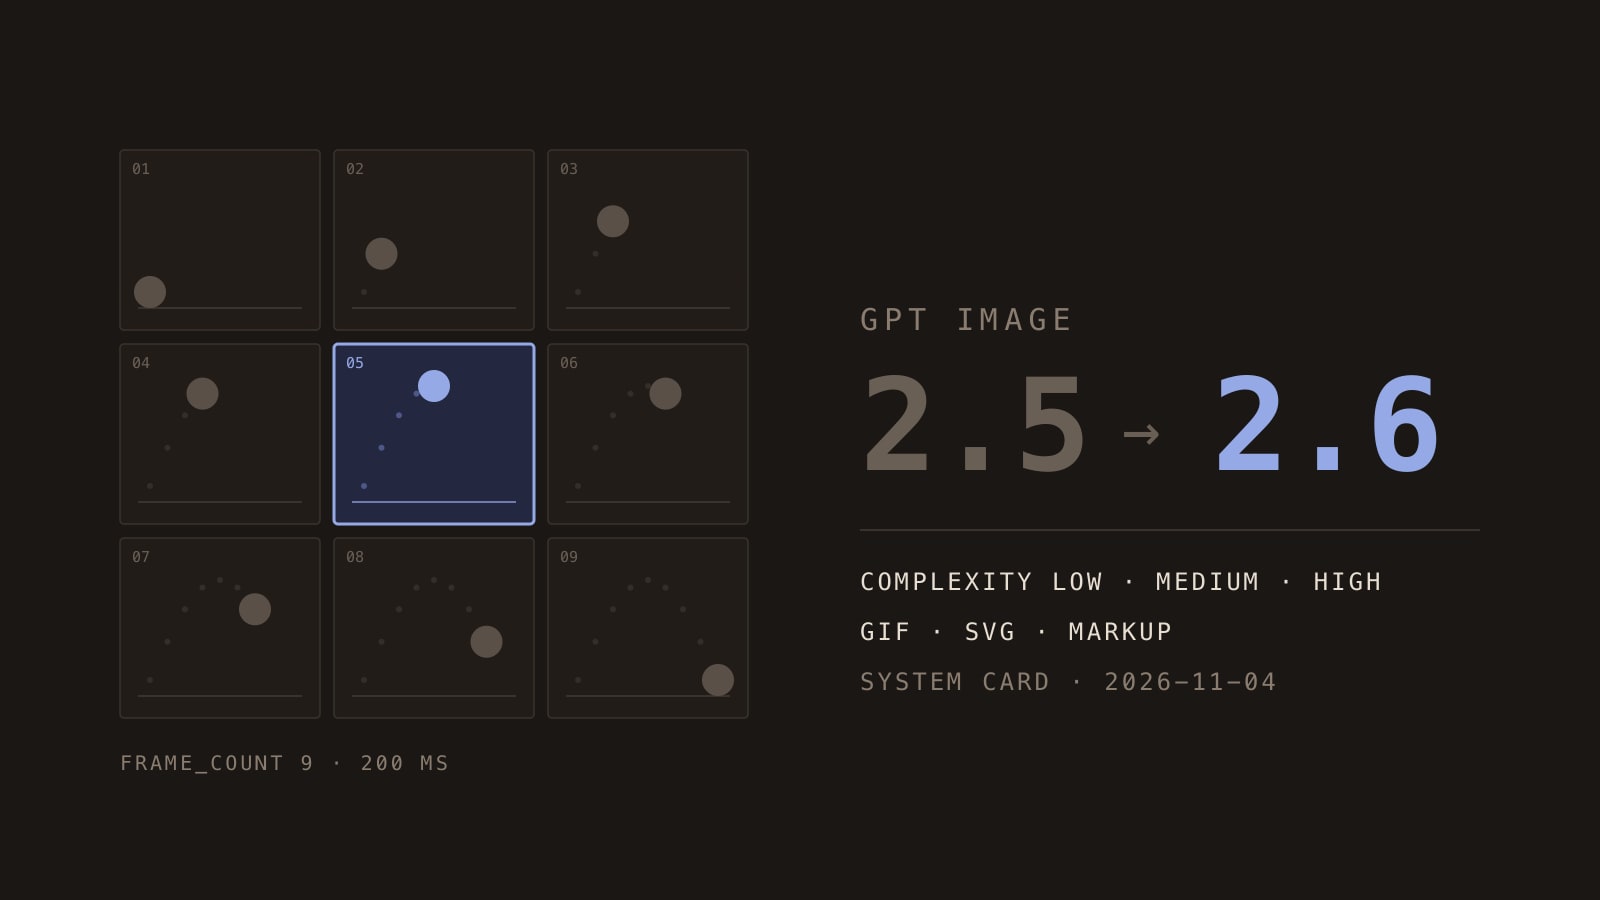 01
02
03
04
05
06
07
08
09
FRAME_COUNT 9 · 200 MS
GPT IMAGE
2.5 → 2.6
COMPLEXITY LOW · MEDIUM · HIGH
GIF · SVG · MARKUP
SYSTEM CARD · 2026−11−04